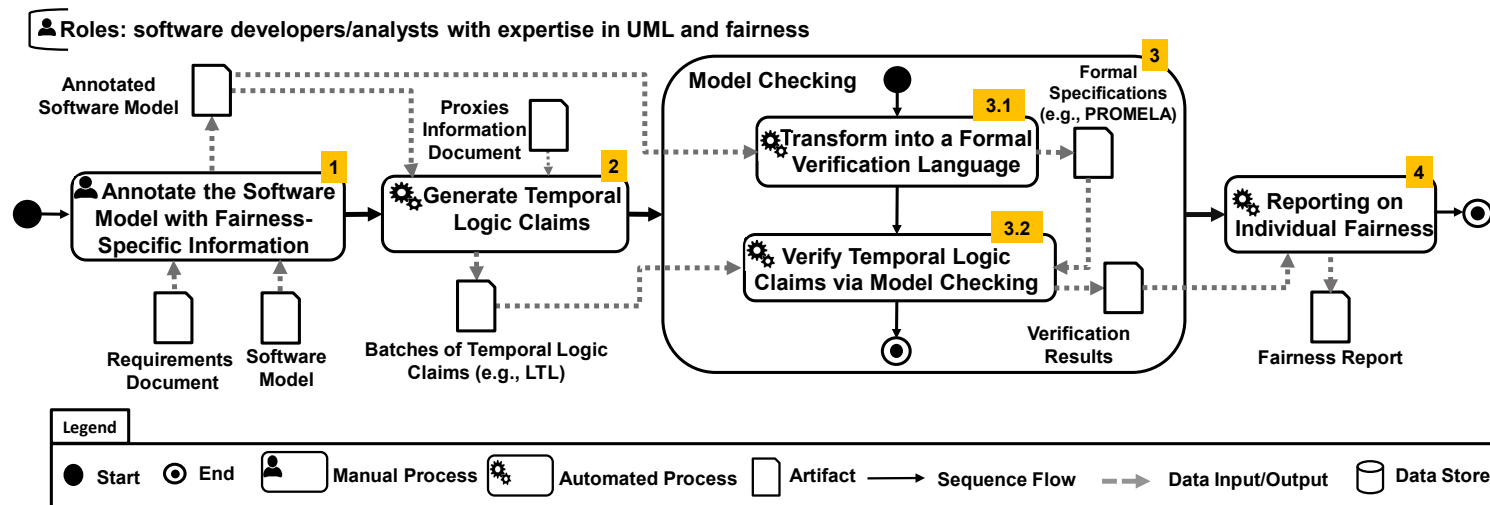 Roles: software developers/analysts with expertise in UML and fairness
Annotated
Software Model
Proxies
Information
Document
1
Annotate the Software
Model with Fairness-
Specific Information
Requirements
Document
Software
Model
2
Generate Temporal
Logic Claims
Batches of Temporal Logic
Claims (e.g., LTL)
3
Model Checking
3.1
Transform into a Formal
Verification Language
Formal
Specifications
(e.g., PROMELA)
3.2
Verify Temporal Logic
Claims via Model Checking
Verification
Results
4
Reporting on
Individual Fairness
Fairness Report
Legend
Start
End
Manual Process
Automated Process
Artifact
Sequence Flow
Data Input/Output
Data Store